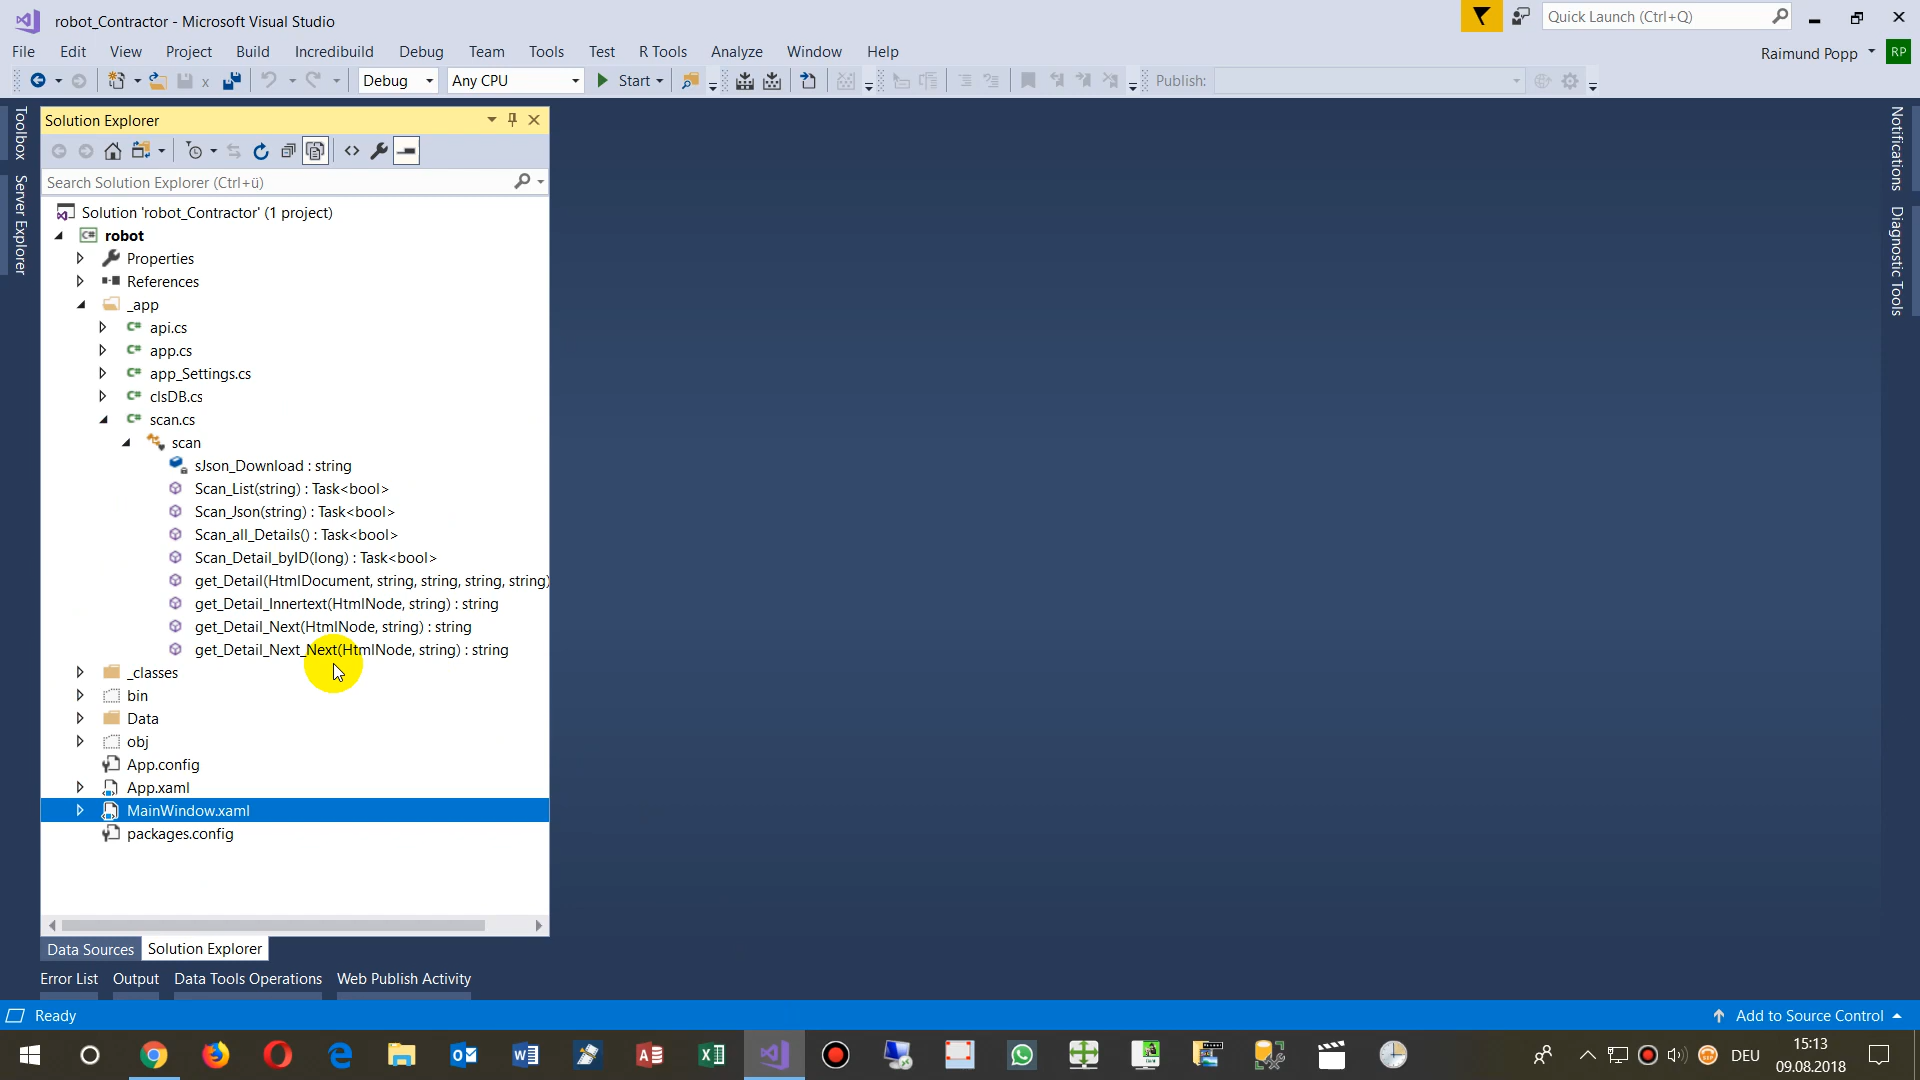 robot_Contractor - Microsoft Visual Studio
Quick Launch (Ctrl+Q)
File Edit View Project Build Incredibuild Debug Team Tools Test R Tools Analyze Window Help
Raimund Popp RP
Debug Any CPU Start Publish:
Toolbox
Server Explorer
Solution Explorer
Search Solution Explorer (Ctrl+ü)
Solution 'robot_Contractor' (1 project)
C# robot
Properties
References
_app
C# api.cs
C# app.cs
C# app_Settings.cs
C# clsDB.cs
C# scan.cs
scan
sJson_Download : string
Scan_List(string) : Task<bool>
Scan_Json(string) : Task<bool>
Scan_all_Details() : Task<bool>
Scan_Detail_byID(long) : Task<bool>
get_Detail(HtmlDocument, string, string, string, string)
get_Detail_Innertext(HtmlNode, string) : string
get_Detail_Next(HtmlNode, string) : string
get_Detail_Next_Next(HtmlNode, string) : string
_classes
bin
Data
obj
App.config
App.xaml
MainWindow.xaml
packages.config
Data Sources Solution Explorer
Error List Output Data Tools Operations Web Publish Activity
Notifications
Diagnostic Tools
Ready
Add to Source Control
DEU
15:13
09.08.2018